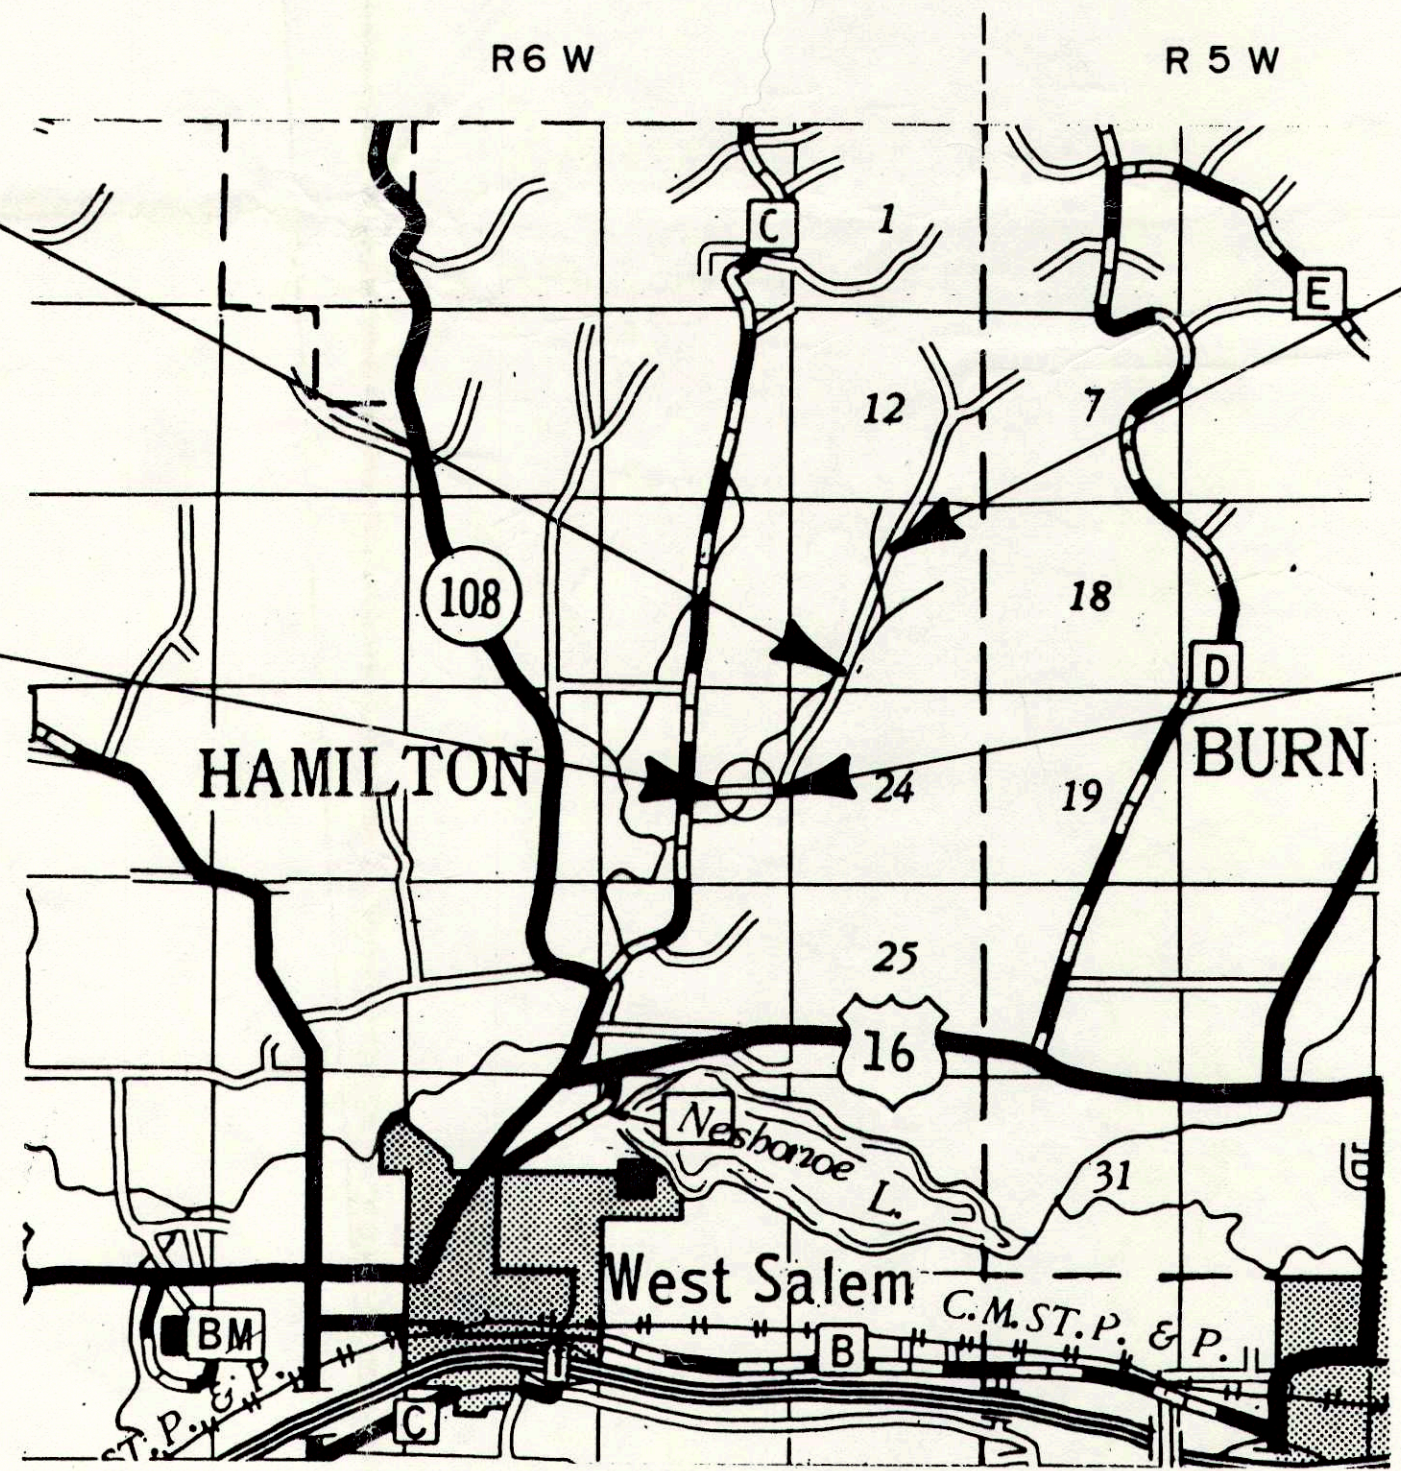 R6 W
R 5 W
C
1
E
12
7
108
18
D
HAMILTON
BURN
24
19
25
16
Neshonoe
L.
31
West Salem
C.M. ST. P. & P.
BM
B
ST. P. & P.
C